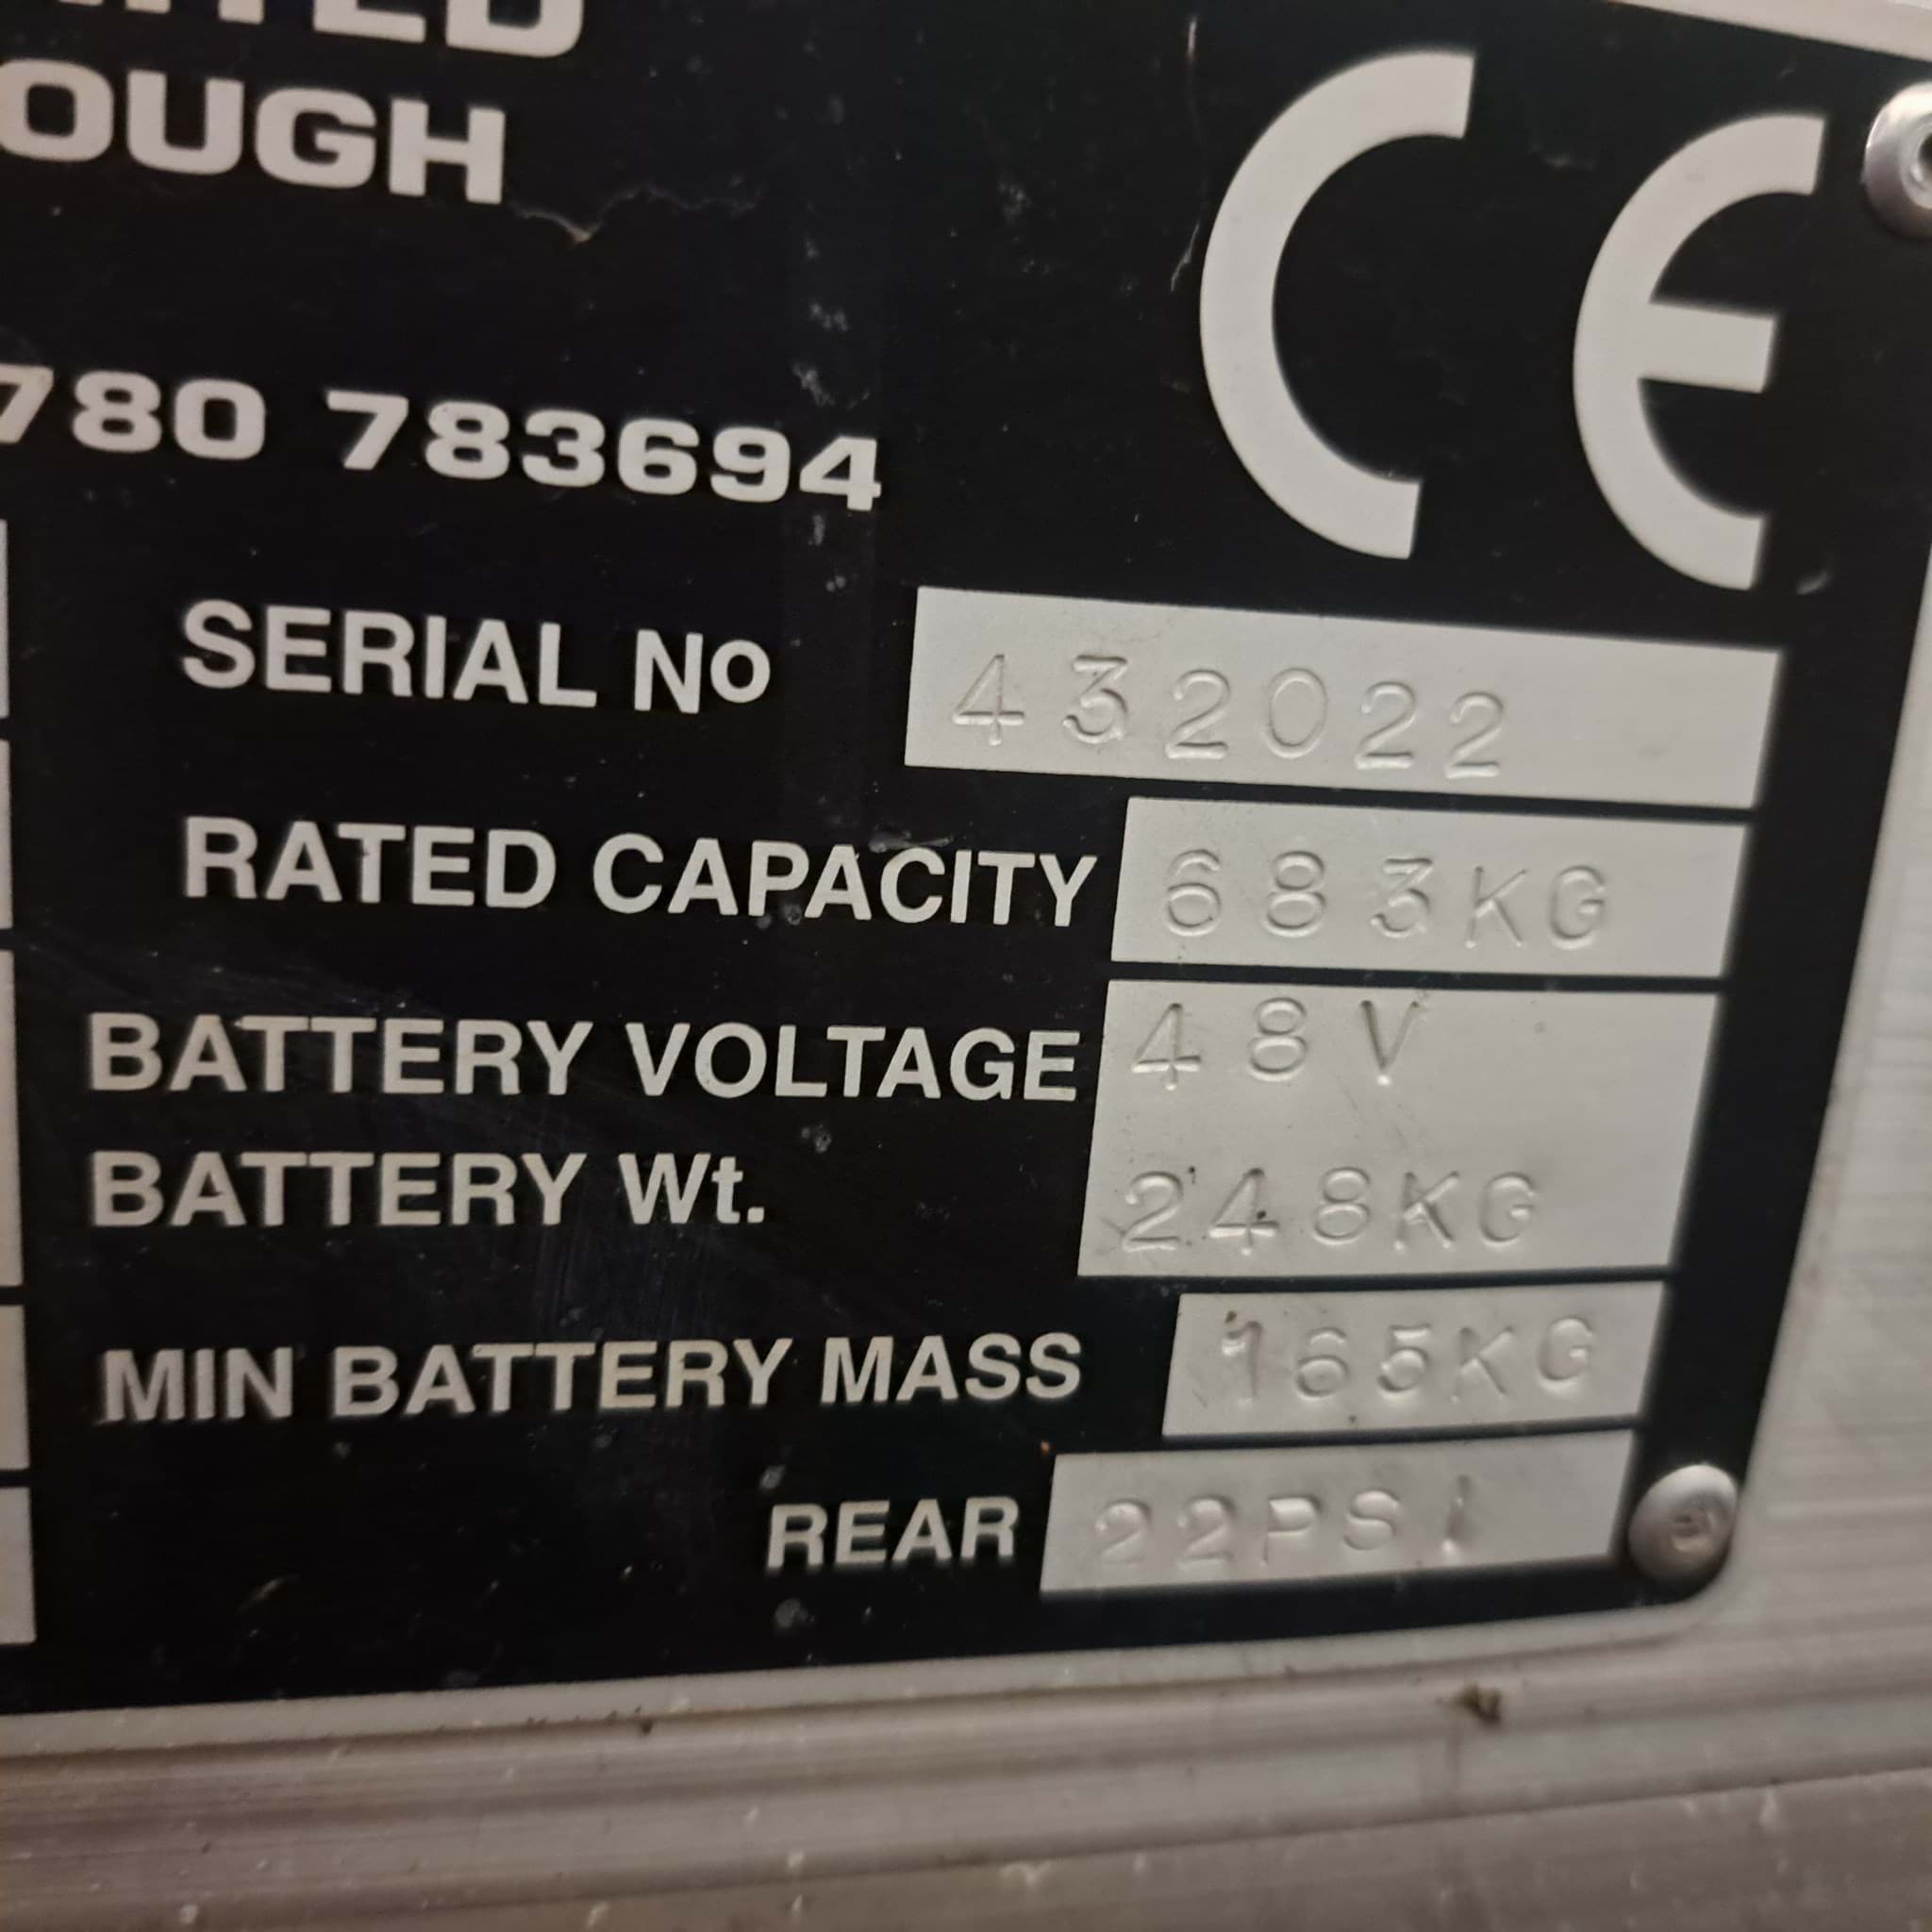 OUGH
CE
780 783694
SERIAL No 432022
RATED CAPACITY 683KG
BATTERY VOLTAGE 48V
BATTERY Wt. 248KG
MIN BATTERY MASS 165KG
REAR 22PSI